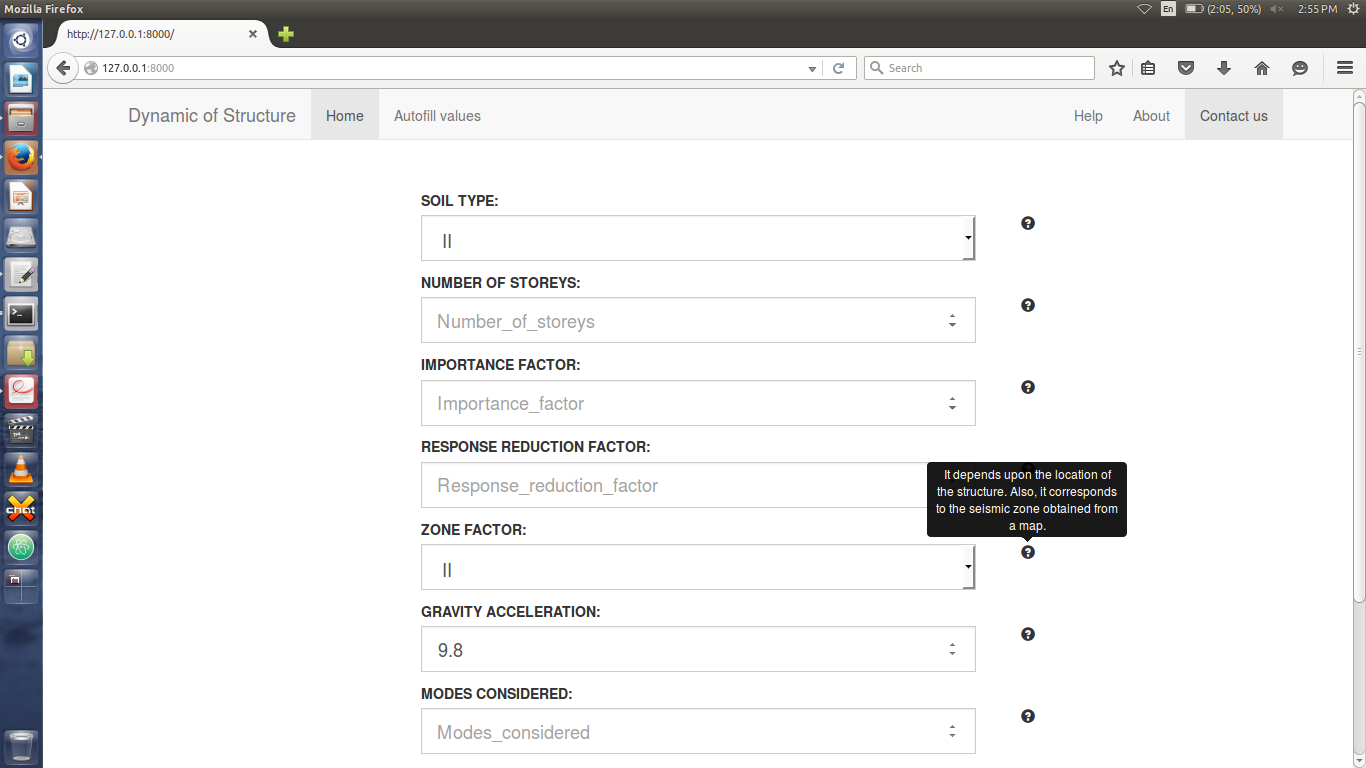 Mozilla Firefox
En
(2:05, 50%)
2:55 PM
http://127.0.0.1:8000/
127.0.0.1:8000
Search
Dynamic of Structure
Home
Autofill values
Help
About
Contact us
SOIL TYPE:
II
NUMBER OF STOREYS:
Number_of_storeys
IMPORTANCE FACTOR:
Importance_factor
RESPONSE REDUCTION FACTOR:
Response_reduction_factor
It depends upon the location of
the structure. Also, it corresponds
to the seismic zone obtained from
a map.
ZONE FACTOR:
II
GRAVITY ACCELERATION:
9.8
MODES CONSIDERED:
Modes_considered
chat